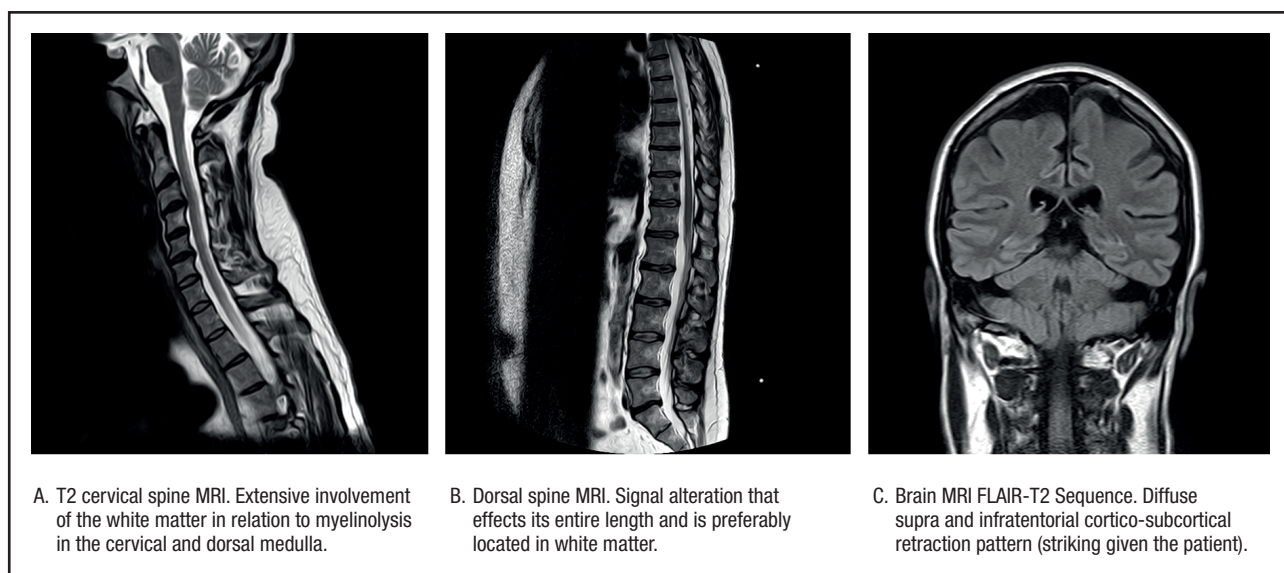 A. T2 cervical spine MRI. Extensive involvement
of the white matter in relation to myelinolysis
in the cervical and dorsal medulla.
B. Dorsal spine MRI. Signal alteration that
effects its entire length and is preferably
located in white matter.
C. Brain MRI FLAIR-T2 Sequence. Diffuse
supra and infratentorial cortico-subcortical
retraction pattern (striking given the patient).